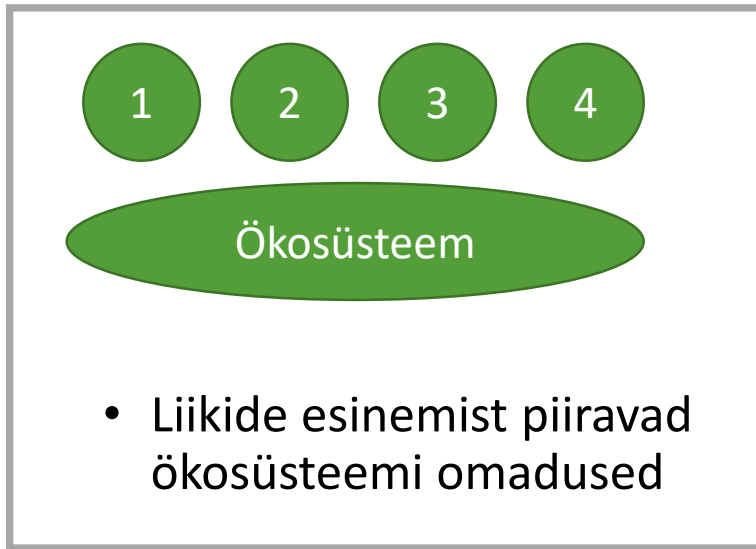 1 2 3 4
Ökosüsteem
• Liikide esinemist piiravad
ökosüsteemi omadused